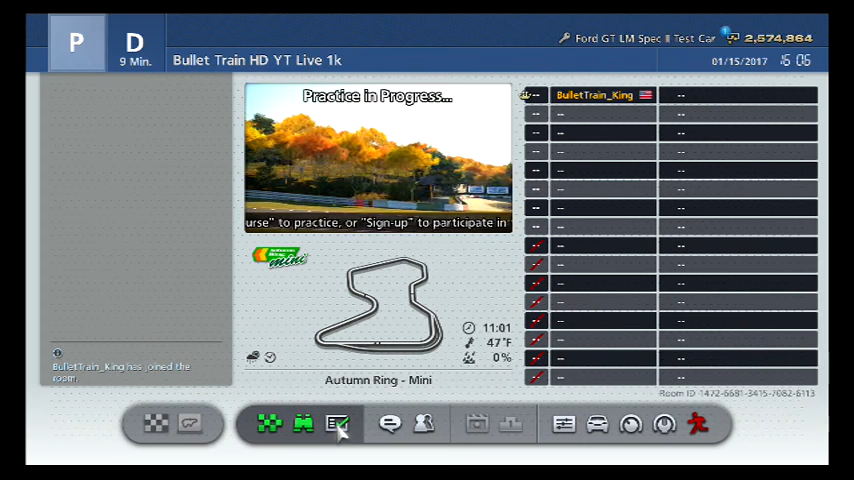 P
D
9 Min.
Bullet Train HD YT Live 1k
Ford GT LM Spec II Test Car
2,574,864
01/15/2017
16:05
Practice in Progress...
urse" to practice, or "Sign-up" to participate in
mini
11:01
47°F
0%
Autumn Ring - Mini
BulletTrain_King
BulletTrain_King has joined the
room.
Room ID 1472-6681-3415-7082-6113